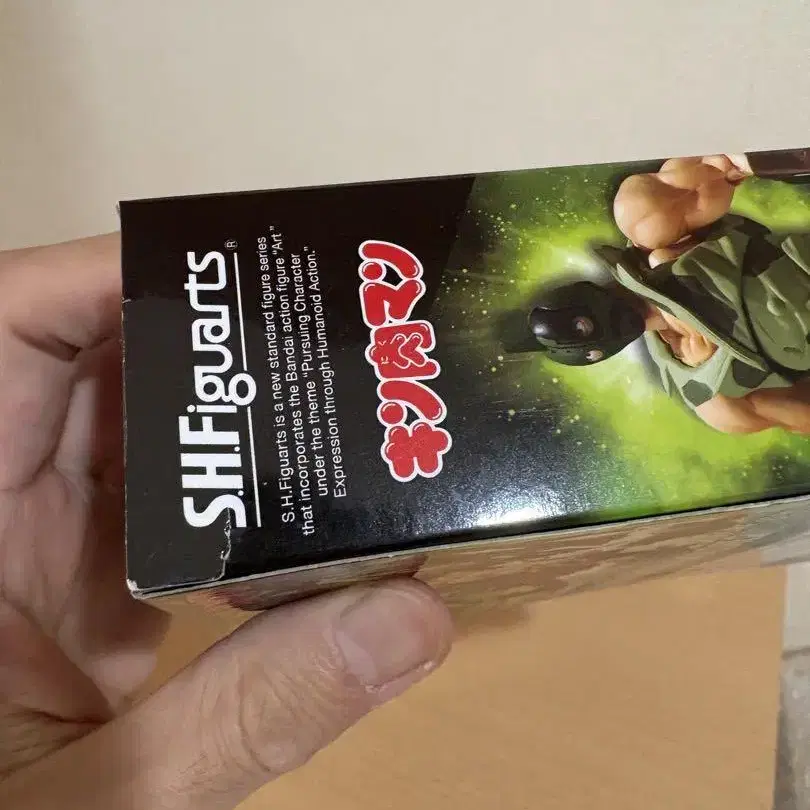 S.H.Figuarts®
S.H.Figuarts is a new standard figure series
that incorporates the Bandai action figure "Art"
under the theme "Pursuing Character
Expression through Humanoid Action."
キン肉マン